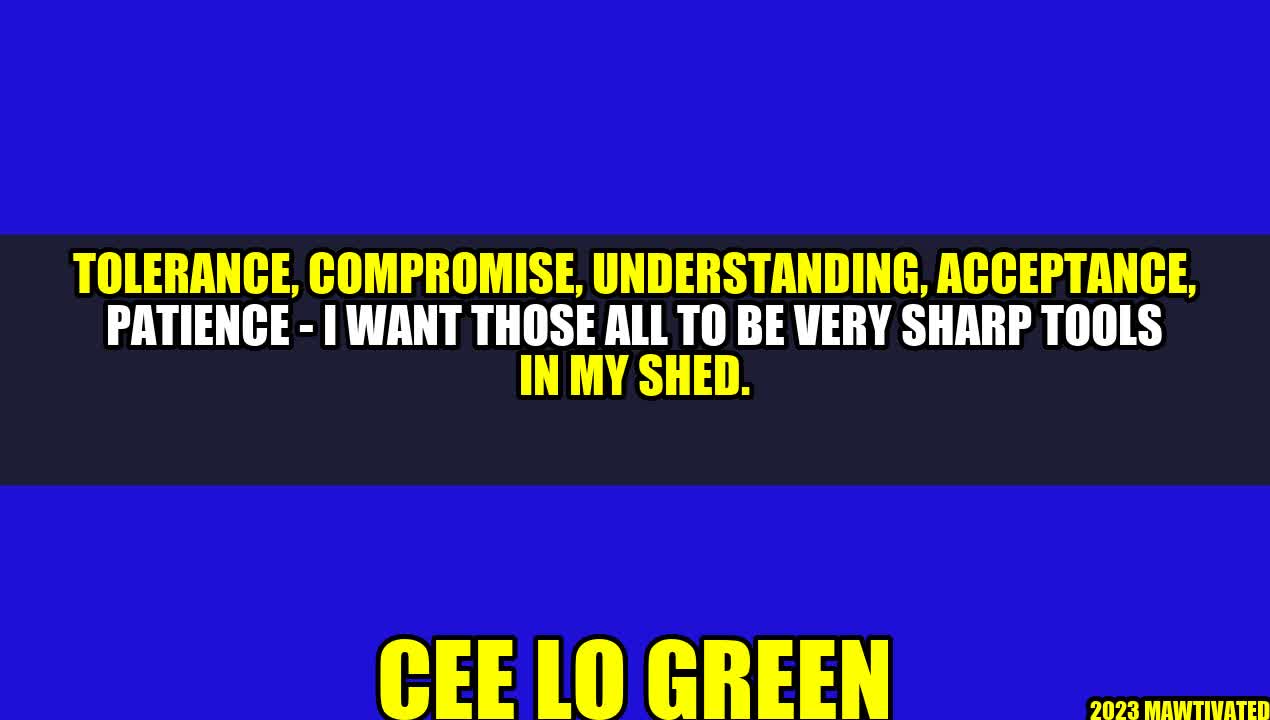 TOLERANCE, COMPROMISE, UNDERSTANDING, ACCEPTANCE,
PATIENCE - I WANT THOSE ALL TO BE VERY SHARP TOOLS
IN MY SHED.
CEE LO GREEN
2023 MAWTIVATED